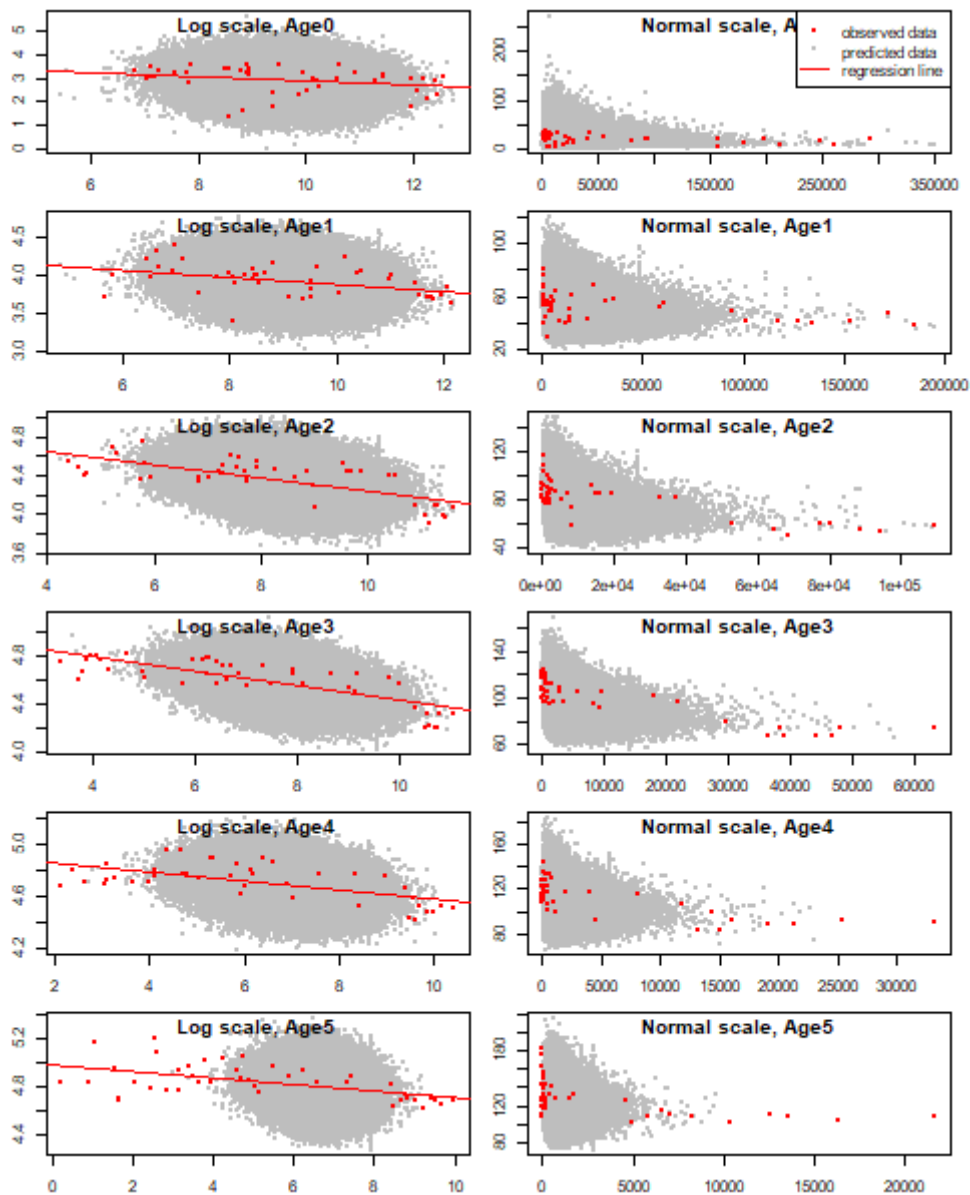 Log scale, Age0
5
4
3
2
1
0
6 8 10 12
Normal scale, A
observed data
predicted data
regression line
200
100
0
0 50000 150000 250000 350000
Log scale, Age1
4.5
4.0
3.5
3.0
6 8 10 12
Normal scale, Age1
100
60
20
0 50000 100000 150000 200000
Log scale, Age2
4.8
4.4
4.0
3.6
4 6 8 10
Normal scale, Age2
120
80
40
0e+00 2e+04 4e+04 6e+04 8e+04 1e+05
Log scale, Age3
4.8
4.4
4.0
4 6 8 10
Normal scale, Age3
140
100
60
0 10000 20000 30000 40000 50000 60000
Log scale, Age4
5.0
4.6
4.2
2 4 6 8 10
Normal scale, Age4
160
120
80
0 5000 10000 15000 20000 25000 30000
Log scale, Age5
5.2
4.8
4.4
0 2 4 6 8 10
Normal scale, Age5
180
120
80
0 5000 10000 15000 20000